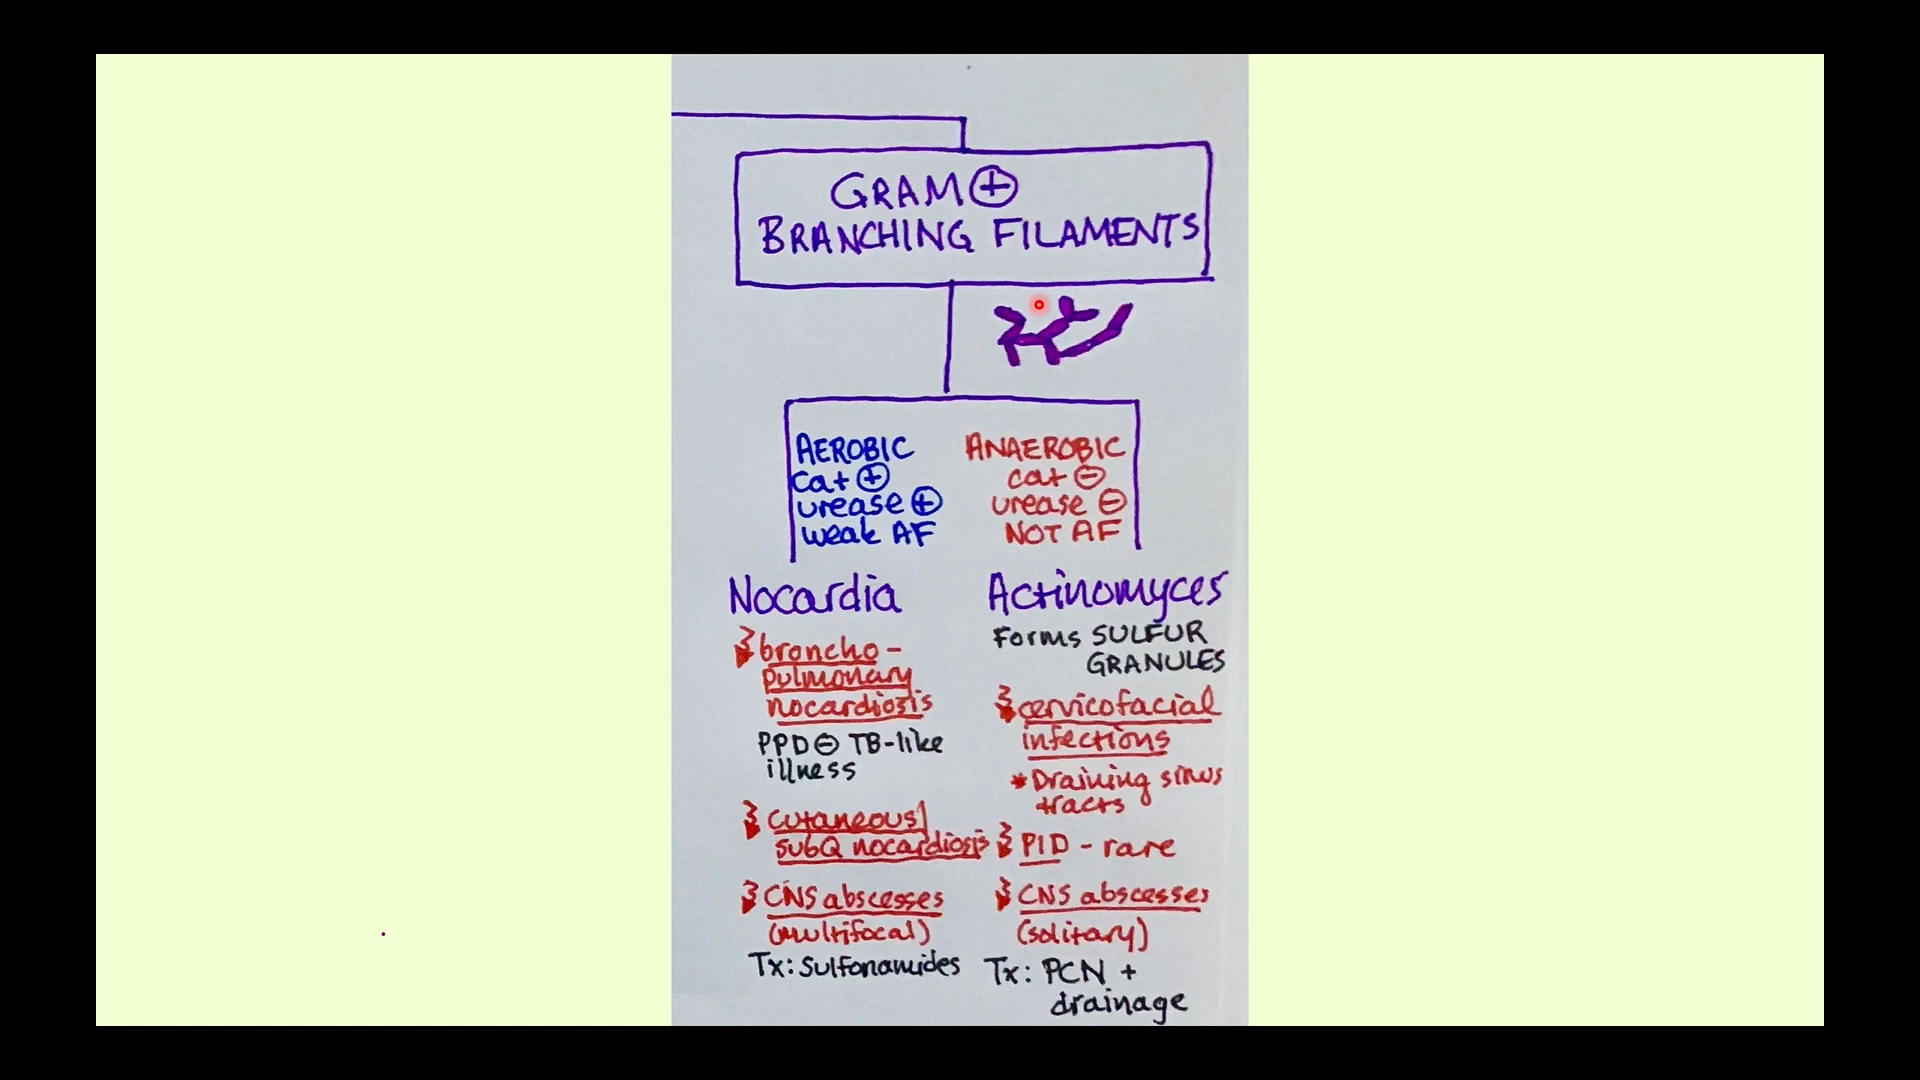 GRAM ⊕
BRANCHING FILAMENTS
AEROBIC
cat ⊕
urease ⊕
weak AF
Nocardia
broncho-
pulmonary
nocardiosis
PPD ⊖ TB-like
illness
cutaneous/
subQ nocardiosis
CNS abscesses
(multifocal)
Tx: Sulfonamides
ANAEROBIC
cat ⊖
urease ⊖
NOT AF
Actinomyces
Forms SULFUR
GRANULES
cervicofacial
infections
* Draining sinus
tracts
PID - rare
CNS abscesses
(solitary)
Tx: PCN +
drainage